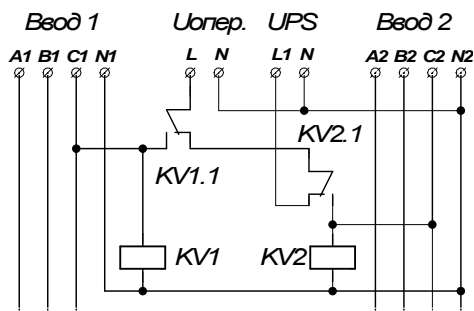 Ввод 1 Uопер. UPS Ввод 2
A1 B1 C1 N1 L N L1 N A2 B2 C2 N2
KV2.1
KV1.1
KV1 KV2